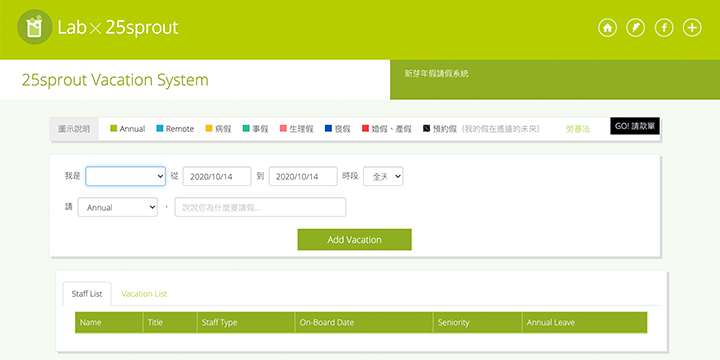 Lab × 25sprout
25sprout Vacation System
新芽年假請假系統
圖示說明 Annual Remote 病假 事假 生理假 喪假 婚假、產假 預約假 (我的假在遙遠的未來) 勞基法 GO! 請款單
我是 從 2020/10/14 到 2020/10/14 時段 全天
請 Annual - 說說你為什麼要請假...
Add Vacation
Staff List Vacation List
Name Title Staff Type On-Board Date Seniority Annual Leave